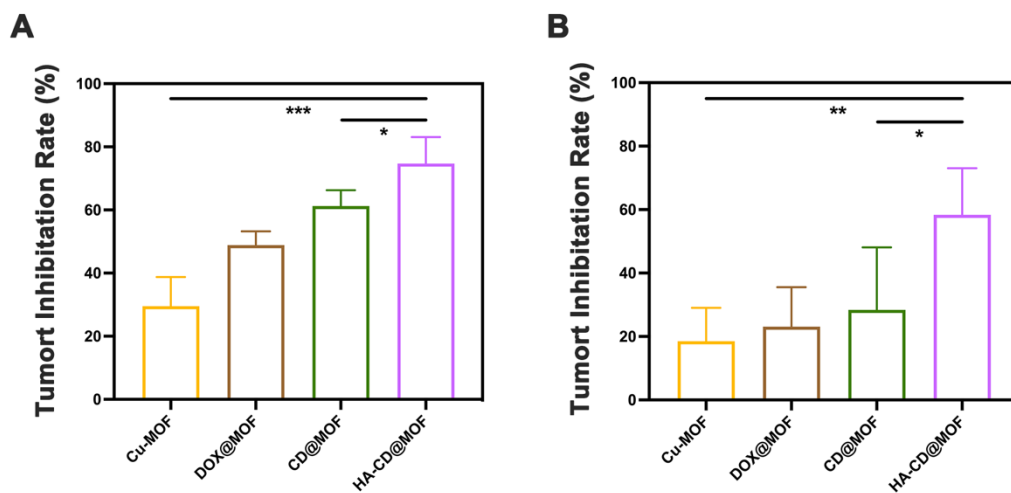 A
Tumort Inhibitation Rate (%)
100
80
60
40
20
0
***
*
Cu-MOF
DOX@MOF
CD@MOF
HA-CD@MOF
B
Tumort Inhibitation Rate (%)
100
80
60
40
20
0
**
*
Cu-MOF
DOX@MOF
CD@MOF
HA-CD@MOF